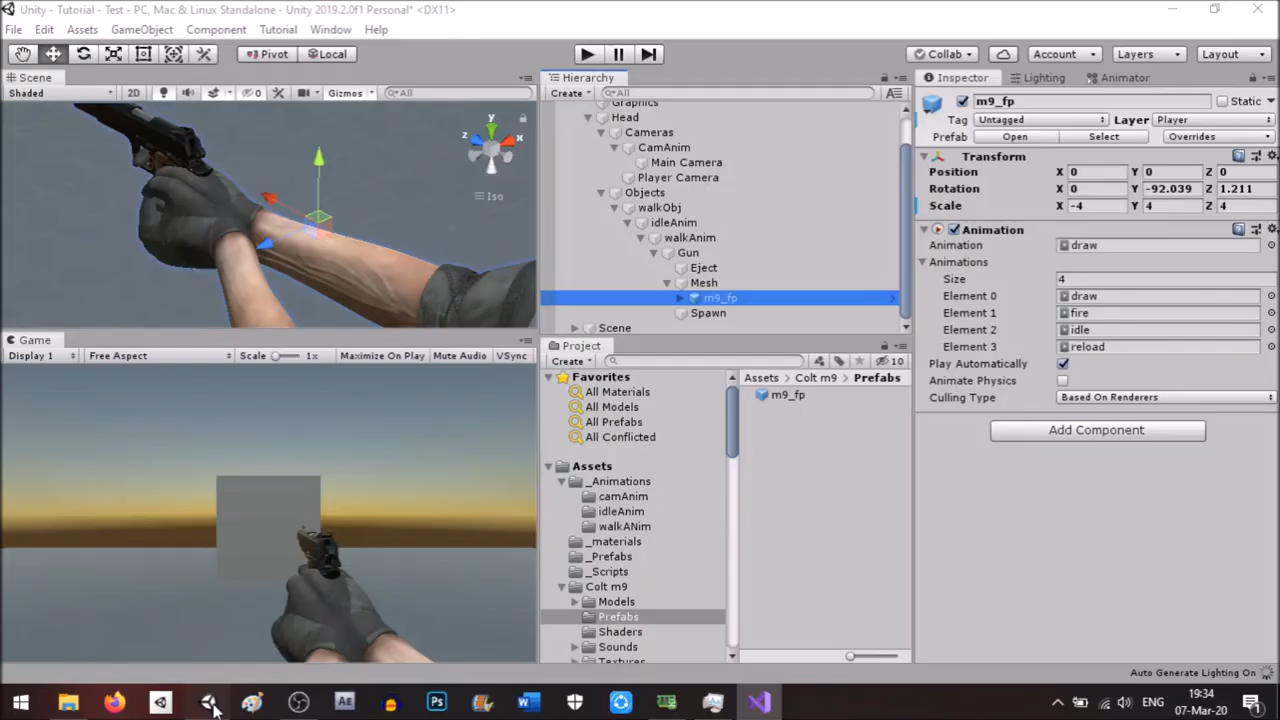 Unity - Tutorial - Test - PC, Mac & Linux Standalone - Unity 2019.2.0f1 Personal* <DX11>
File Edit Assets GameObject Component Tutorial Window Help
Pivot Local Collab Account Layers Layout
Scene
Shaded 2D 0 Gizmos All
y
z x
Iso
Game
Display 1 Free Aspect Scale 1x Maximize On Play Mute Audio VSync
Hierarchy
Create All
Graphics
Head
Cameras
CamAnim
Main Camera
Player Camera
Objects
walkObj
idleAnim
walkAnim
Gun
Eject
Mesh
m9_fp
Spawn
Scene
Project
Create 10
Favorites
All Materials
All Models
All Prefabs
All Conflicted
Assets
_Animations
camAnim
idleAnim
walkANim
_materials
_Prefabs
_Scripts
Colt m9
Models
Prefabs
Shaders
Sounds
Textures
Assets Colt m9 Prefabs
m9_fp
Inspector Lighting Animator
m9_fp Static
Tag Untagged Layer Player
Prefab Open Select Overrides
Transform
Position X 0 Y 0 Z 0
Rotation X 0 Y -92.039 Z 1.211
Scale X -4 Y 4 Z 4
Animation
Animation draw
Animations
Size 4
Element 0 draw
Element 1 fire
Element 2 idle
Element 3 reload
Play Automatically
Animate Physics
Culling Type Based On Renderers
Add Component
Auto Generate Lighting On
Ae Ps W
ENG
19:34
07-Mar-20
1